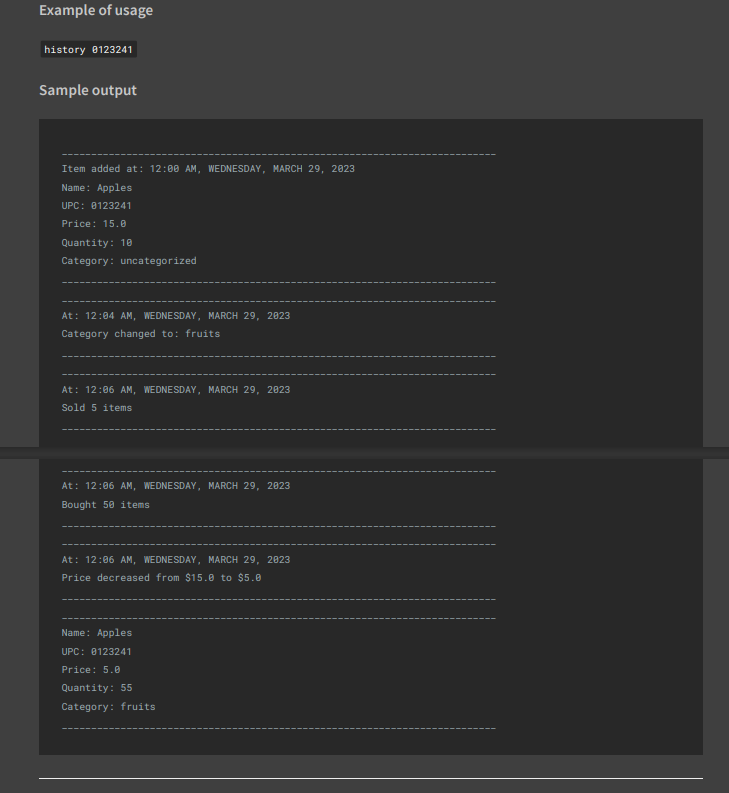 Example of usage
history 0123241
Sample output
--------------------------------------------------------------------------
Item added at: 12:00 AM, WEDNESDAY, MARCH 29, 2023
Name: Apples
UPC: 0123241
Price: 15.0
Quantity: 10
Category: uncategorized
--------------------------------------------------------------------------
--------------------------------------------------------------------------
At: 12:04 AM, WEDNESDAY, MARCH 29, 2023
Category changed to: fruits
--------------------------------------------------------------------------
--------------------------------------------------------------------------
At: 12:06 AM, WEDNESDAY, MARCH 29, 2023
Sold 5 items
--------------------------------------------------------------------------
--------------------------------------------------------------------------
At: 12:06 AM, WEDNESDAY, MARCH 29, 2023
Bought 50 items
--------------------------------------------------------------------------
--------------------------------------------------------------------------
At: 12:06 AM, WEDNESDAY, MARCH 29, 2023
Price decreased from $15.0 to $5.0
--------------------------------------------------------------------------
--------------------------------------------------------------------------
Name: Apples
UPC: 0123241
Price: 5.0
Quantity: 55
Category: fruits
--------------------------------------------------------------------------